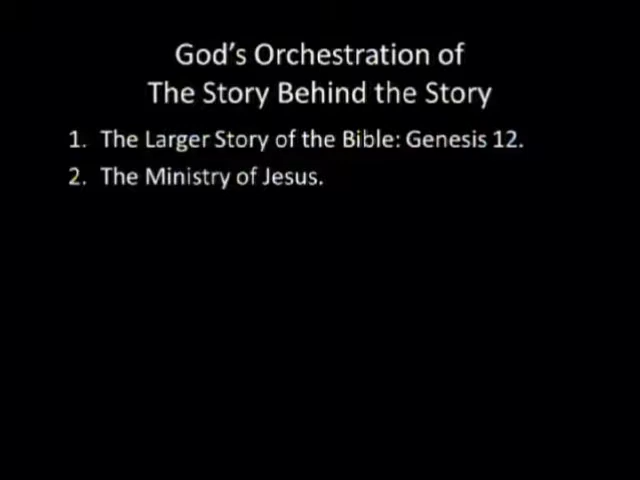 God's Orchestration of
The Story Behind the Story
1. The Larger Story of the Bible: Genesis 12.
2. The Ministry of Jesus.